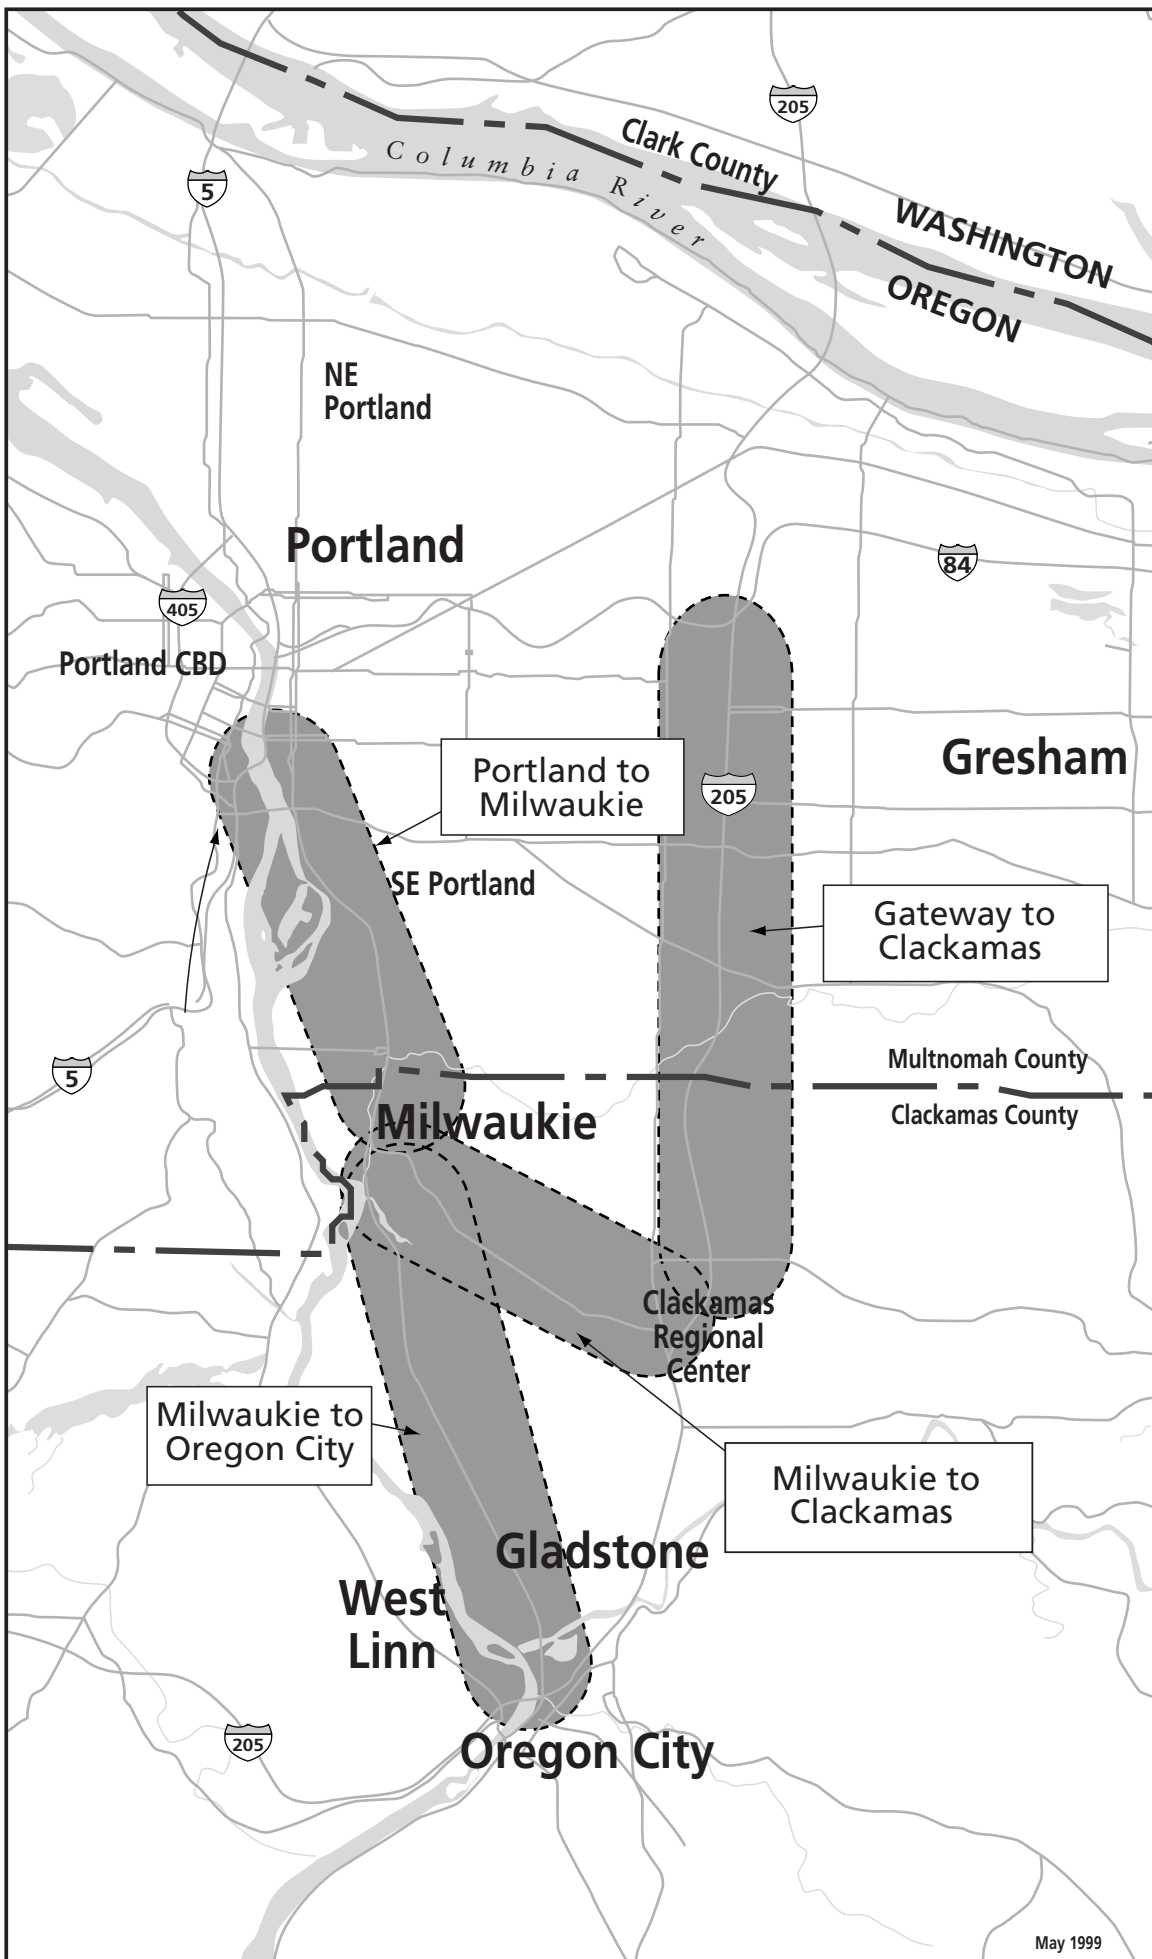 205
Clark County
Columbia River
5
WASHINGTON
OREGON
NE
Portland
Portland
84
405
Portland CBD
Gresham
Portland to
Milwaukie
205
SE Portland
Gateway to
Clackamas
Multnomah County
5
Clackamas County
Milwaukie
Clackamas
Regional
Center
Milwaukie to
Oregon City
Milwaukie to
Clackamas
Gladstone
West
Linn
205
Oregon City
May 1999